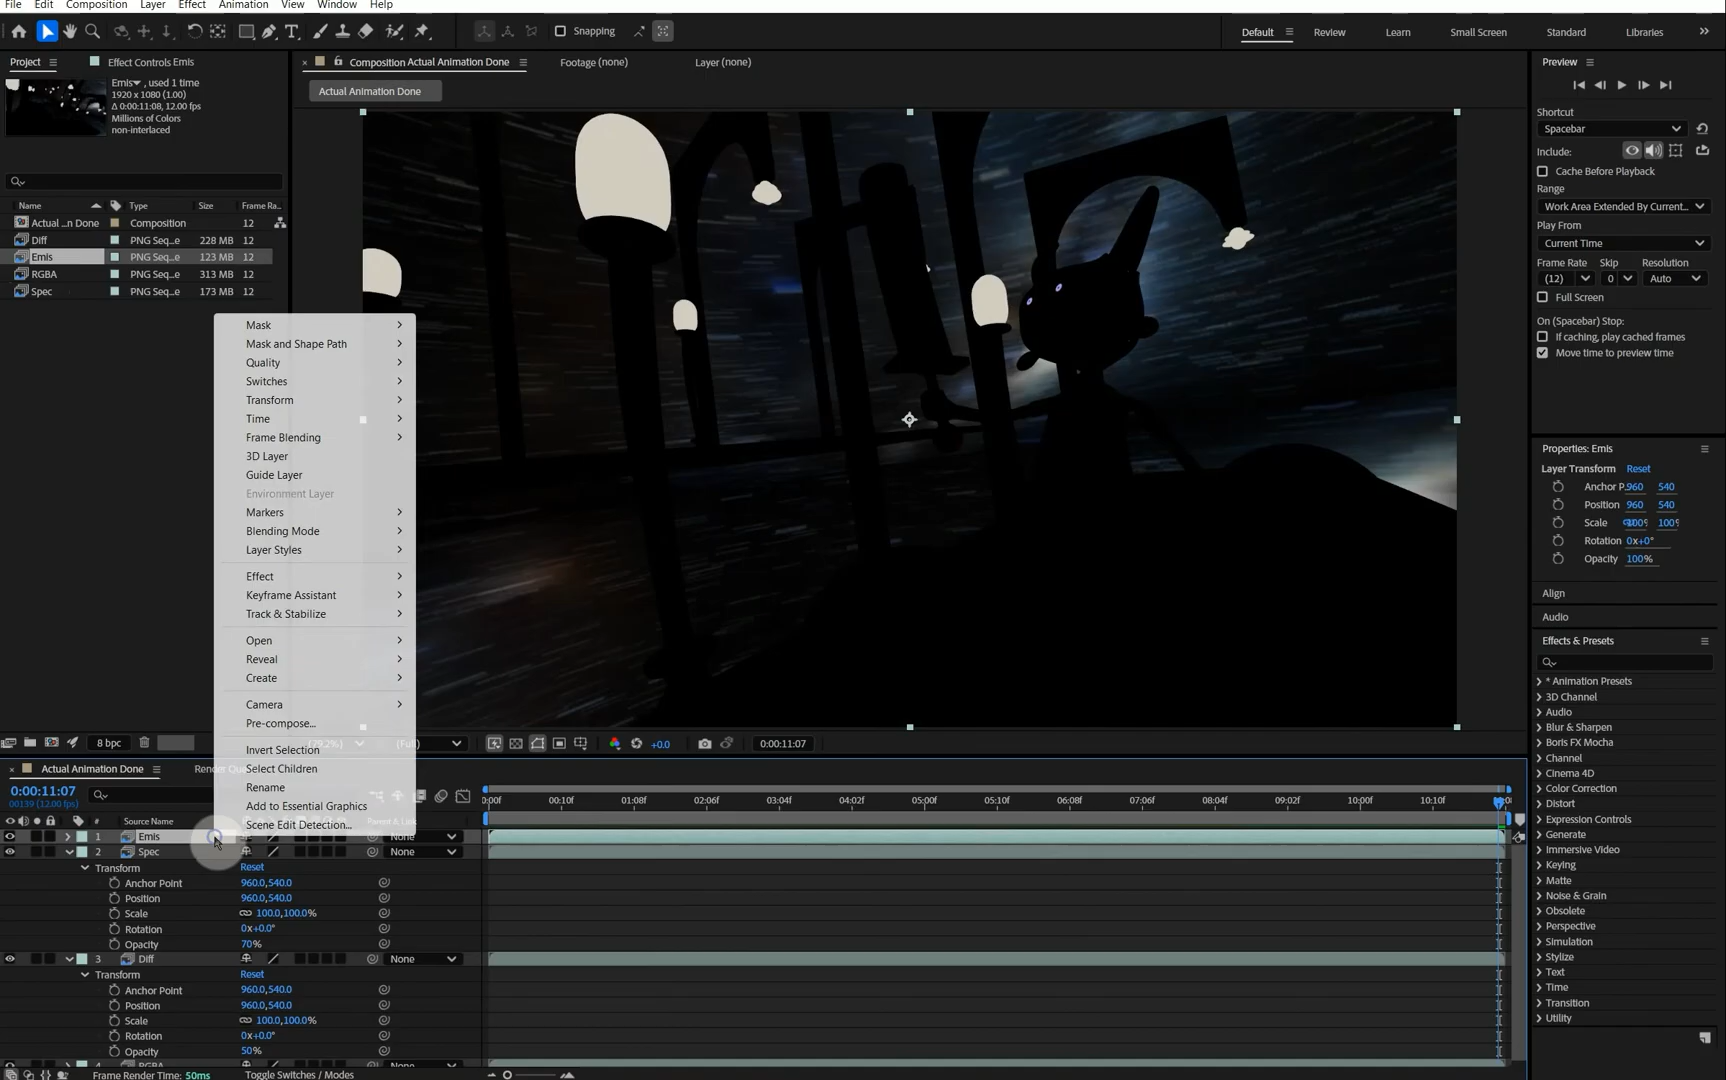 File Edit Composition Layer Effect Animation View Window Help
Snapping
Default Review Learn Small Screen Standard Libraries
Project Effect Controls Emis
Composition Actual Animation Done Footage (none) Layer (none)
Actual Animation Done
Emis, used 1 time
1920 x 1080 (1.00)
Δ 0:00:11:08, 12.00 fps
Millions of Colors
non-interlaced
Name Type Size Frame Ra...
Actual ...n Done Composition 12
Diff PNG Seq...e 228 MB 12
Emis PNG Seq...e 123 MB 12
RGBA PNG Seq...e 313 MB 12
Spec PNG Seq...e 173 MB 12
Mask
Mask and Shape Path
Quality
Switches
Transform
Time
Frame Blending
3D Layer
Guide Layer
Environment Layer
Markers
Blending Mode
Layer Styles
Effect
Keyframe Assistant
Track & Stabilize
Open
Reveal
Create
Camera
Pre-compose...
Invert Selection
Select Children
Rename
Add to Essential Graphics
Scene Edit Detection...
Preview
Shortcut
Spacebar
Include:
Cache Before Playback
Range
Work Area Extended By Current...
Play From
Current Time
Frame Rate Skip Resolution
(12) 0 Auto
Full Screen
On (Spacebar) Stop:
If caching, play cached frames
Move time to preview time
Properties: Emis
Layer Transform Reset
Anchor P. 960 540
Position 960 540
Scale 100%
Rotation 0x+0°
Opacity 100%
Align
Audio
Effects & Presets
* Animation Presets
3D Channel
Audio
Blur & Sharpen
Boris FX Mocha
Channel
Cinema 4D
Color Correction
Distort
Expression Controls
Generate
Immersive Video
Keying
Matte
Noise & Grain
Obsolete
Perspective
Simulation
Stylize
Text
Time
Transition
Utility
8 bpc (Full) +0.0 0:00:11:07
Actual Animation Done
0:00:11:07
00139 (12.00 fps)
:00f 00:10f 01:08f 02:06f 03:04f 04:02f 05:00f 05:10f 06:08f 07:06f 08:04f 09:02f 10:00f 10:10f
# Source Name Parent & Link
1 Emis None
2 Spec None
Transform Reset
Anchor Point 960.0,540.0
Position 960.0,540.0
Scale 100.0,100.0%
Rotation 0x+0.0°
Opacity 70%
3 Diff None
Transform Reset
Anchor Point 960.0,540.0
Position 960.0,540.0
Scale 100.0,100.0%
Rotation 0x+0.0°
Opacity 50%
4 RGBA None
Frame Render Time: 50ms Toggle Switches / Modes